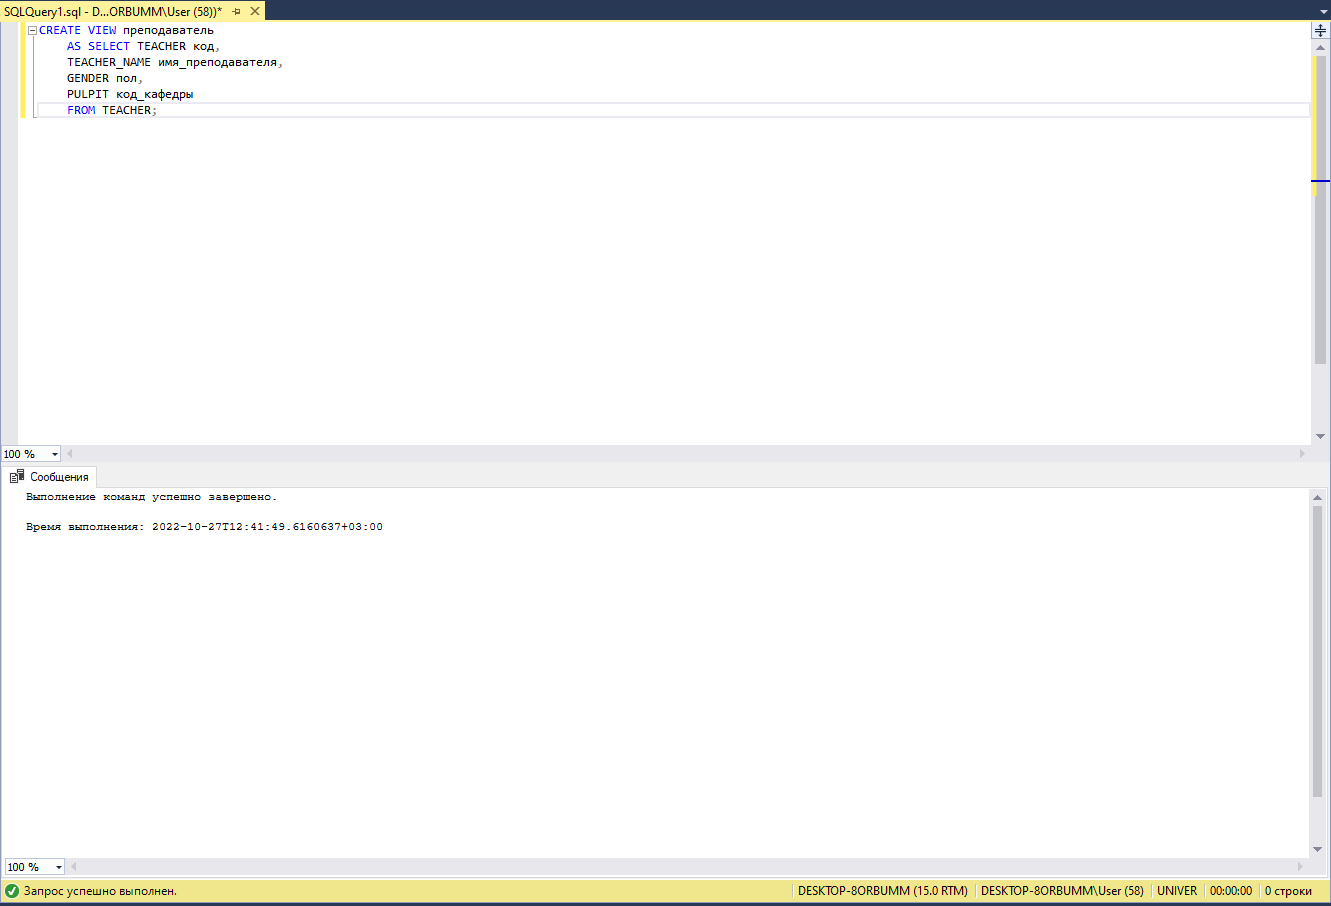 SQLQuery1.sql - D...ORBUMM\User (58))*
CREATE VIEW преподаватель
AS SELECT TEACHER код,
TEACHER_NAME имя_преподавателя,
GENDER пол,
PULPIT код_кафедры
FROM TEACHER;
100 %
Сообщения
Выполнение команд успешно завершено.
Время выполнения: 2022-10-27T12:41:49.6160637+03:00
100 %
Запрос успешно выполнен.
DESKTOP-8ORBUMM (15.0 RTM)
DESKTOP-8ORBUMM\User (58)
UNIVER
00:00:00
0 строки